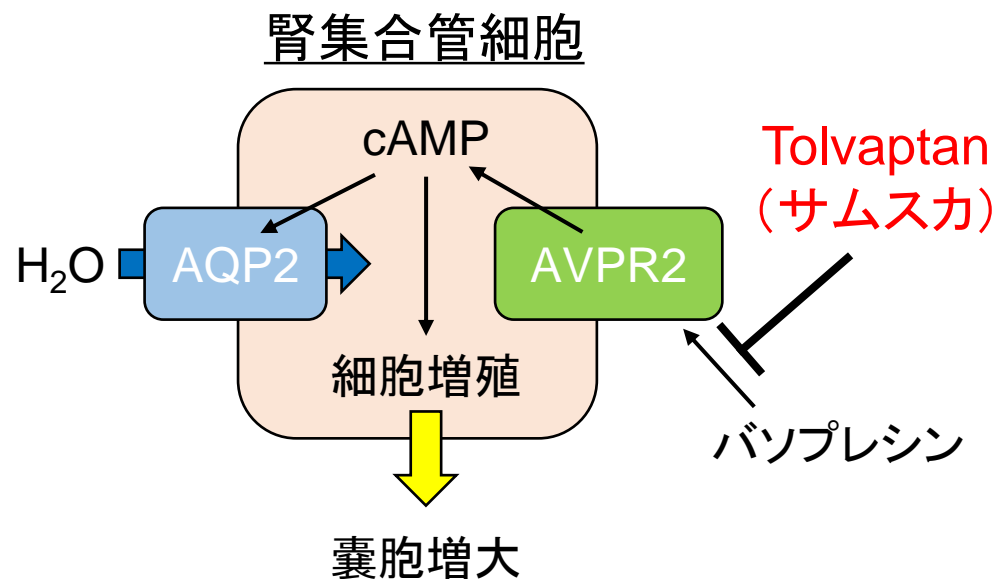 腎集合管細胞
cAMP
Tolvaptan
（サムスカ）
H₂O
AQP2
AVPR2
細胞増殖
バソプレシン
嚢胞増大